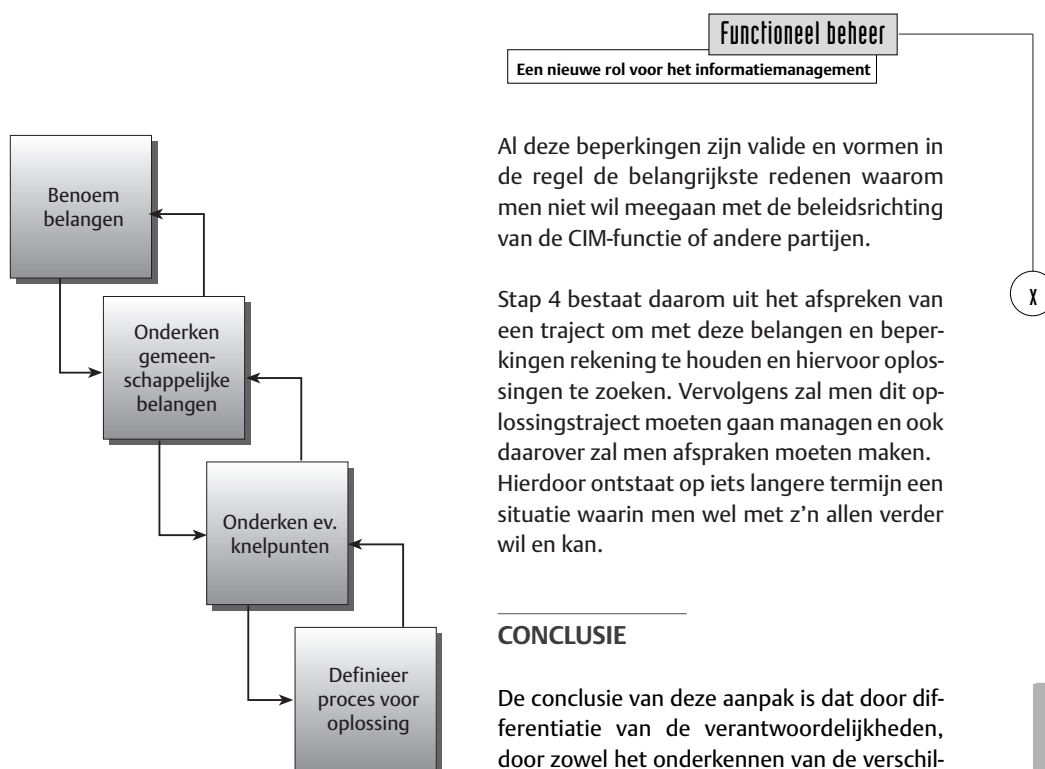 Functioneel beheer
Een nieuwe rol voor het informatiemanagement
x
Benoem
belangen
Onderken
gemeen-
schappelijke
belangen
Onderken ev.
knelpunten
Definieer
proces voor
oplossing
Al deze beperkingen zijn valide en vormen in
de regel de belangrijkste redenen waarom
men niet wil meegaan met de beleidsrichting
van de CIM-functie of andere partijen.
Stap 4 bestaat daarom uit het afspreken van
een traject om met deze belangen en beper-
kingen rekening te houden en hiervoor oplos-
singen te zoeken. Vervolgens zal men dit op-
lossingstraject moeten gaan managen en ook
daarover zal men afspraken moeten maken.
Hierdoor ontstaat op iets langere termijn een
situatie waarin men wel met z’n allen verder
wil en kan.
CONCLUSIE
De conclusie van deze aanpak is dat door dif-
ferentiatie van de verantwoordelijkheden,
door zowel het onderkennen van de verschil-